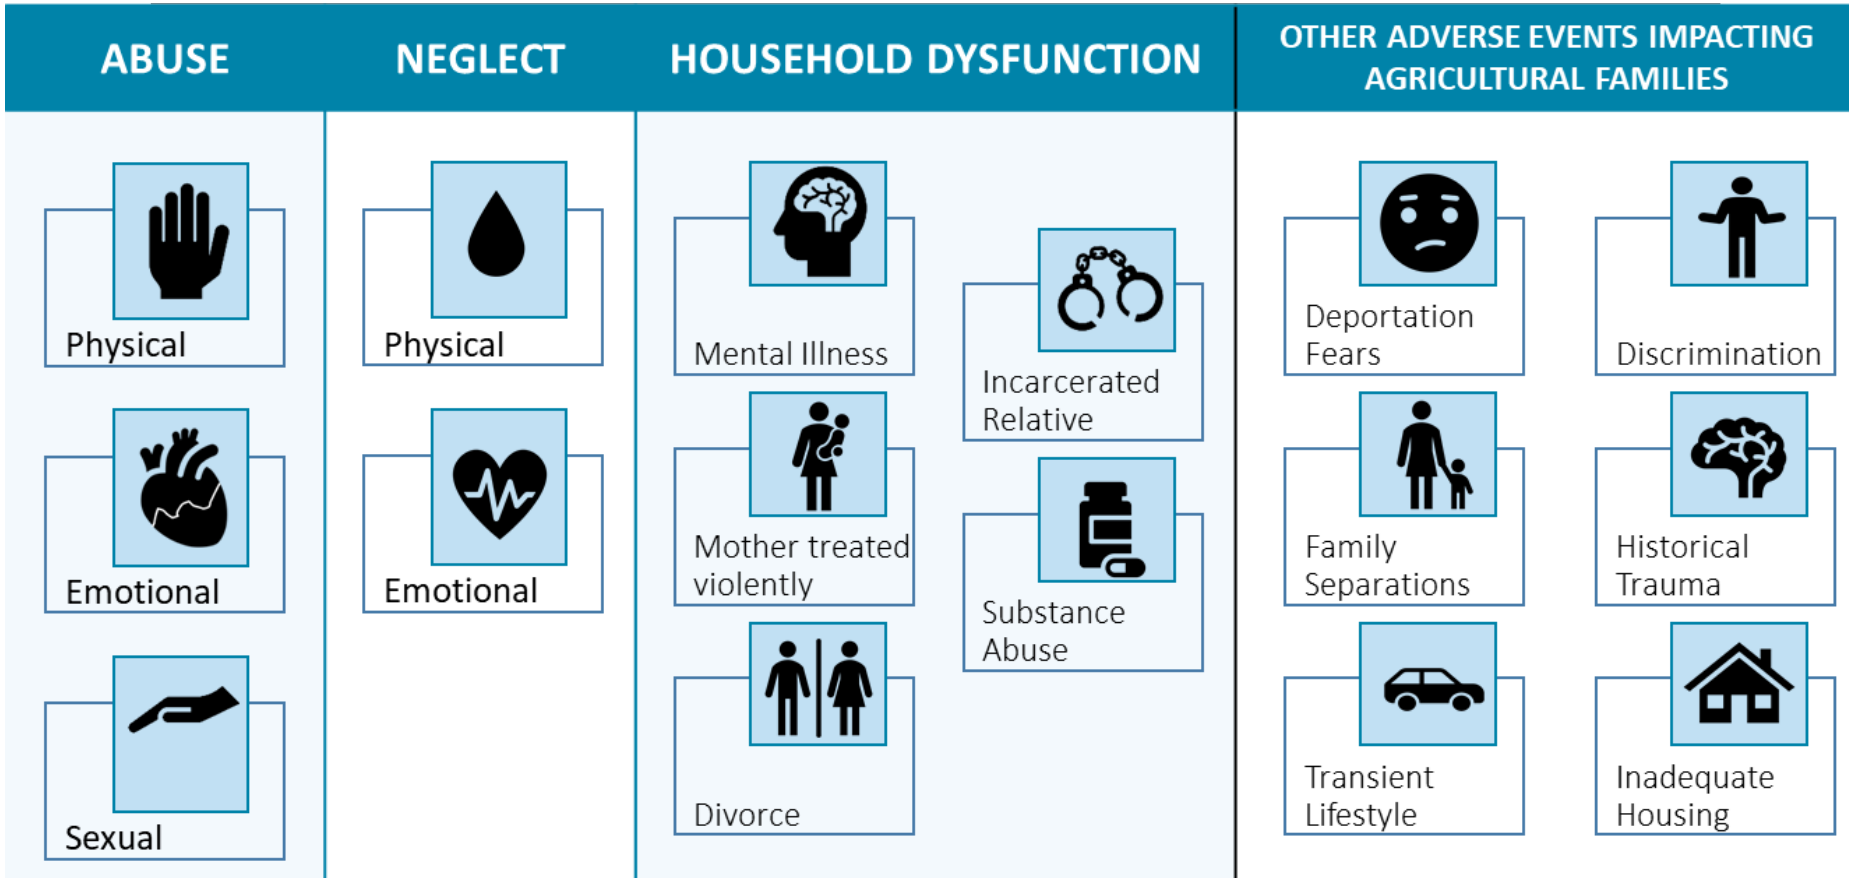 ABUSE
NEGLECT
HOUSEHOLD DYSFUNCTION
OTHER ADVERSE EVENTS IMPACTING
AGRICULTURAL FAMILIES
Physical
Emotional
Sexual
Physical
Emotional
Mental Illness
Mother treated
violently
Divorce
Incarcerated
Relative
Substance
Abuse
Deportation
Fears
Family
Separations
Transient
Lifestyle
Discrimination
Historical
Trauma
Inadequate
Housing